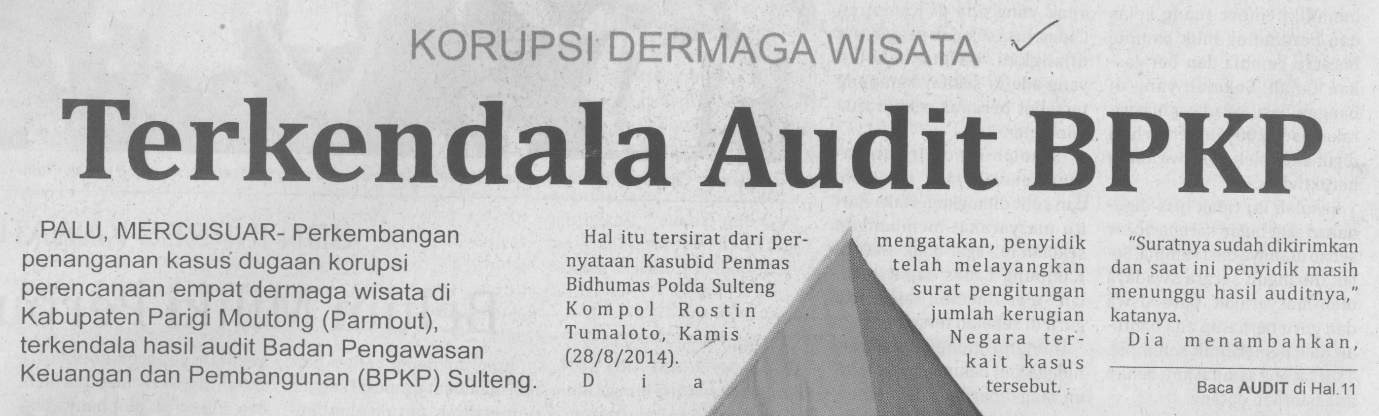 KORUPSI DERMAGA WISATA
Terkendala Audit BPKP
PALU, MERCUSUAR- Perkembangan
penanganan kasus dugaan korupsi
perencanaan empat dermaga wisata di
Kabupaten Parigi Moutong (Parmout),
terkendala hasil audit Badan Pengawasan
Keuangan dan Pembangunan (BPKP) Sulteng.
Hal itu tersirat dari per-
nyataan Kasubid Penmas
Bidhumas Polda Sulteng
Kompol Rostin
Tumaloto, Kamis
(28/8/2014).
Dia
mengatakan, penyidik
telah melayangkan
surat pengitungan
jumlah kerugian
Negara ter-
kait kasus
tersebut.
“Suratnya sudah dikirimkan
dan saat ini penyidik masih
menunggu hasil auditnya,”
katanya.
Dia menambahkan,
Baca AUDIT di Hal.11